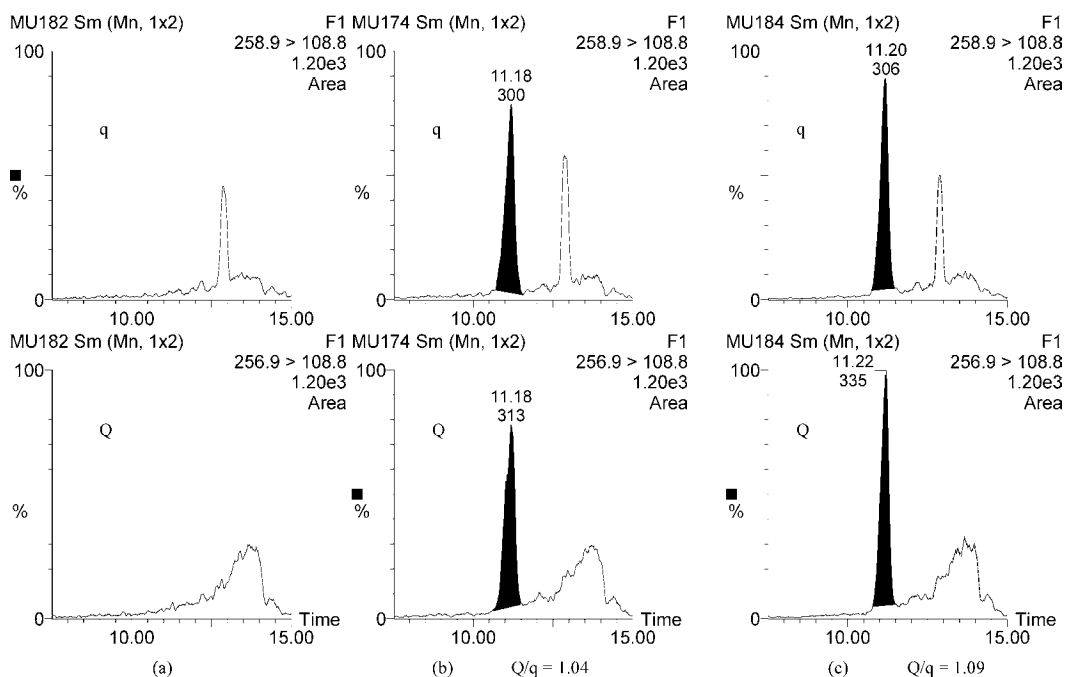 MU182 Sm (Mn, 1x2) F1
258.9 > 108.8
1.20e3
Area
100
q
%
0
10.00 15.00
MU174 Sm (Mn, 1x2) F1
258.9 > 108.8
1.20e3
Area
100
11.18
300
q
%
0
10.00 15.00
MU184 Sm (Mn, 1x2) F1
258.9 > 108.8
1.20e3
Area
100
11.20
306
q
%
0
10.00 15.00
MU182 Sm (Mn, 1x2) F1
256.9 > 108.8
1.20e3
Area
100
Q
%
0
Time
10.00 15.00
MU174 Sm (Mn, 1x2) F1
256.9 > 108.8
1.20e3
Area
100
11.18
313
Q
%
0
Time
10.00 15.00
MU184 Sm (Mn, 1x2) F1
256.9 > 108.8
1.20e3
Area
100
11.22
335
Q
%
0
Time
10.00 15.00
(a) (b) Q/q = 1.04 (c) Q/q = 1.09